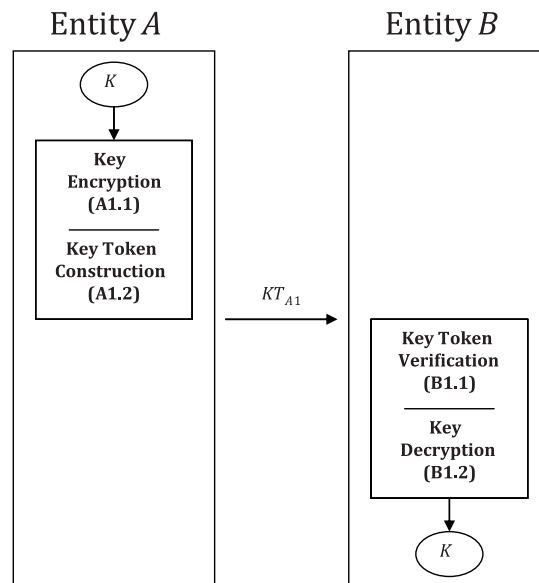 Entity A
Entity B
K
Key
Encryption
(A1.1)
Key Token
Construction
(A1.2)
KT_{A1}
Key Token
Verification
(B1.1)
Key
Decryption
(B1.2)
K